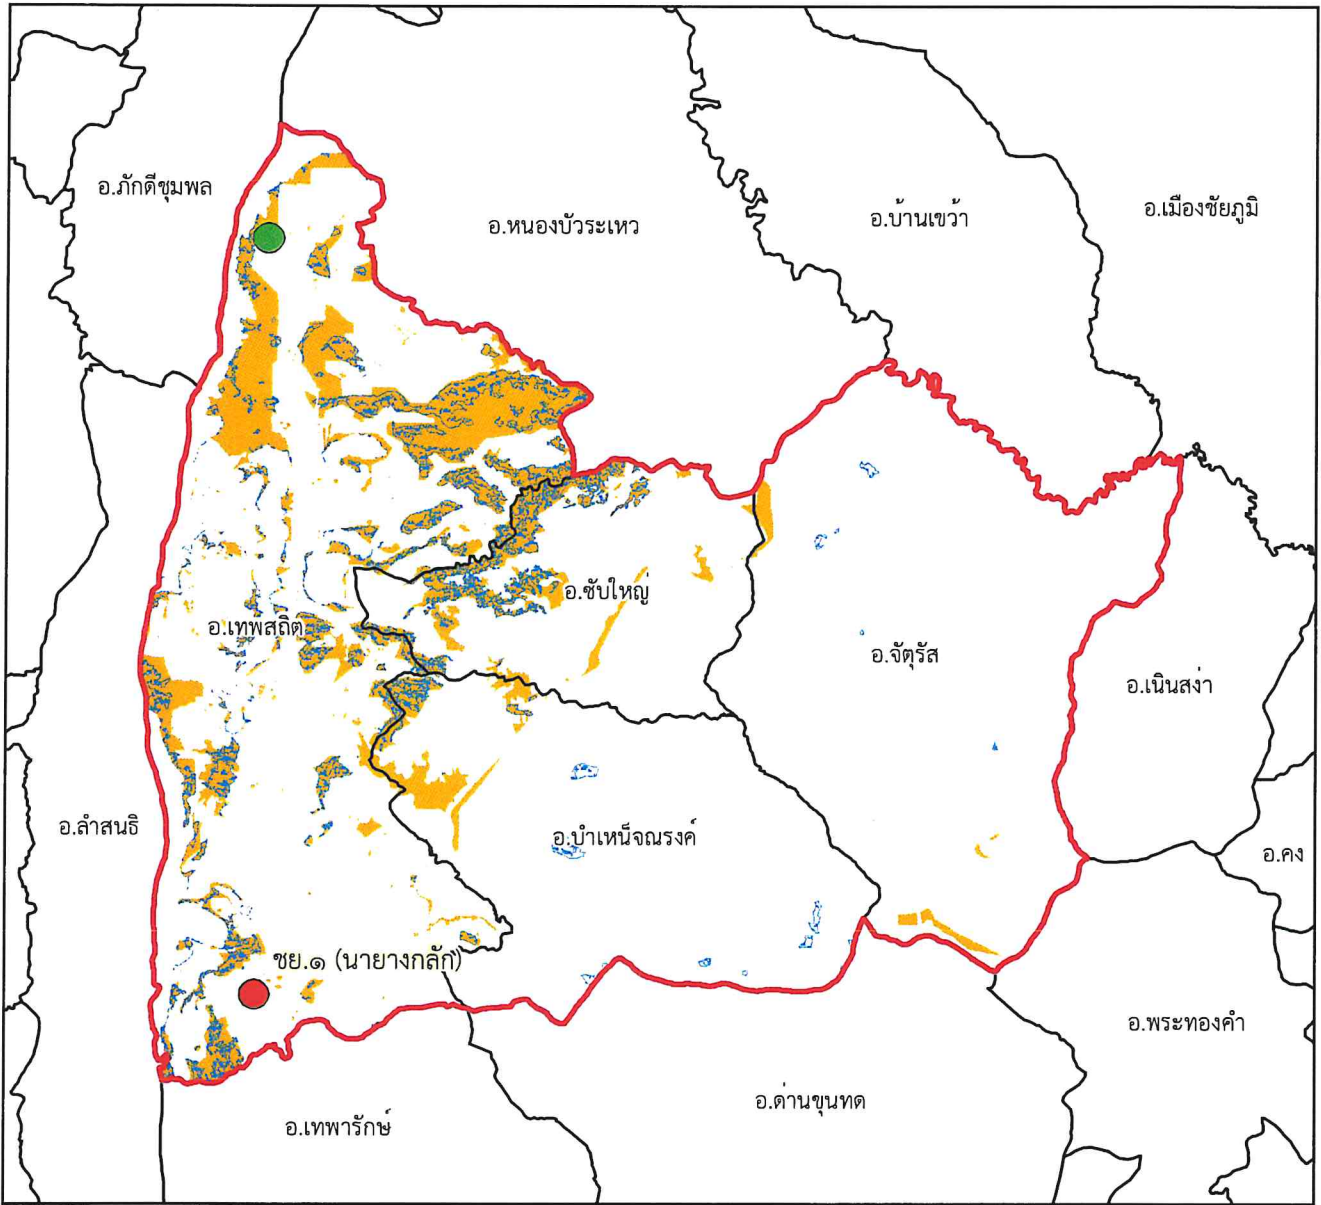 อ.ภักดีชุมพล
อ.หนองบัวระเหว
อ.บ้านเขว้า
อ.เมืองชัยภูมิ
อ.ซับใหญ่
อ.เทพสถิต
อ.จัตุรัส
อ.เนินสง่า
อ.ลำสนธิ
อ.บำเหน็จณรงค์
อ.คง
ชย.๑ (นายางกลัก)
อ.พระทองคำ
อ.ด่านขุนทด
อ.เทพารักษ์